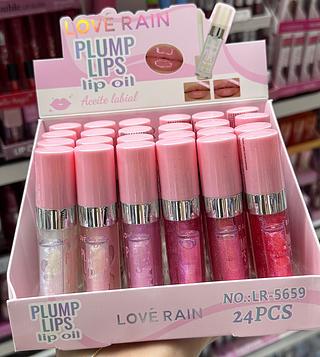 LOVE RAIN
PLUMP
LIPS
lip oil
Aceite labial
PLUMP
LIPS
lip oil
LOVE RAIN
NO.:LR-5659
24PCS